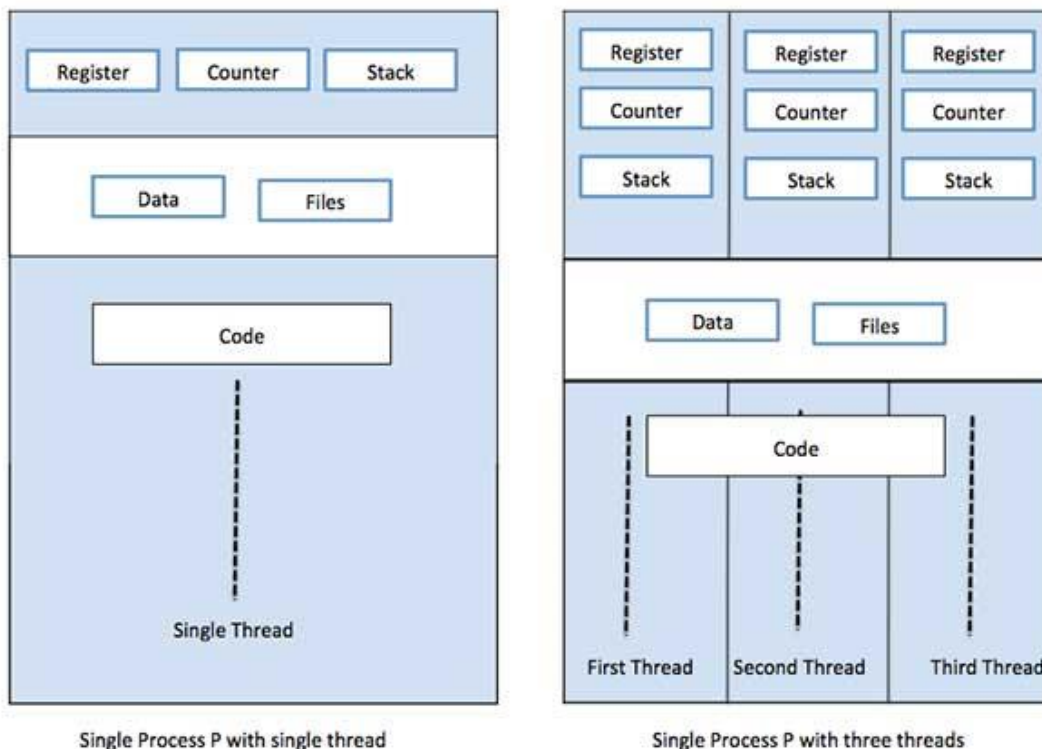 Register Counter Stack
Data Files
Code
Single Thread
Single Process P with single thread
Register Register Register
Counter Counter Counter
Stack Stack Stack
Data Files
Code
First Thread Second Thread Third Thread
Single Process P with three threads